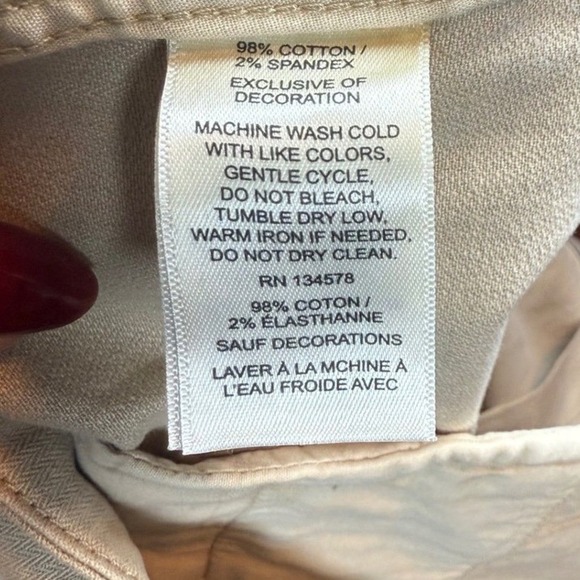 98% COTTON /
2% SPANDEX
EXCLUSIVE OF
DECORATION
MACHINE WASH COLD
WITH LIKE COLORS,
GENTLE CYCLE,
DO NOT BLEACH,
TUMBLE DRY LOW,
WARM IRON IF NEEDED,
DO NOT DRY CLEAN.
RN 134578
98% COTON /
2% ÉLASTHANNE
SAUF DECORATIONS
LAVER À LA MCHINE À
L'EAU FROIDE AVEC